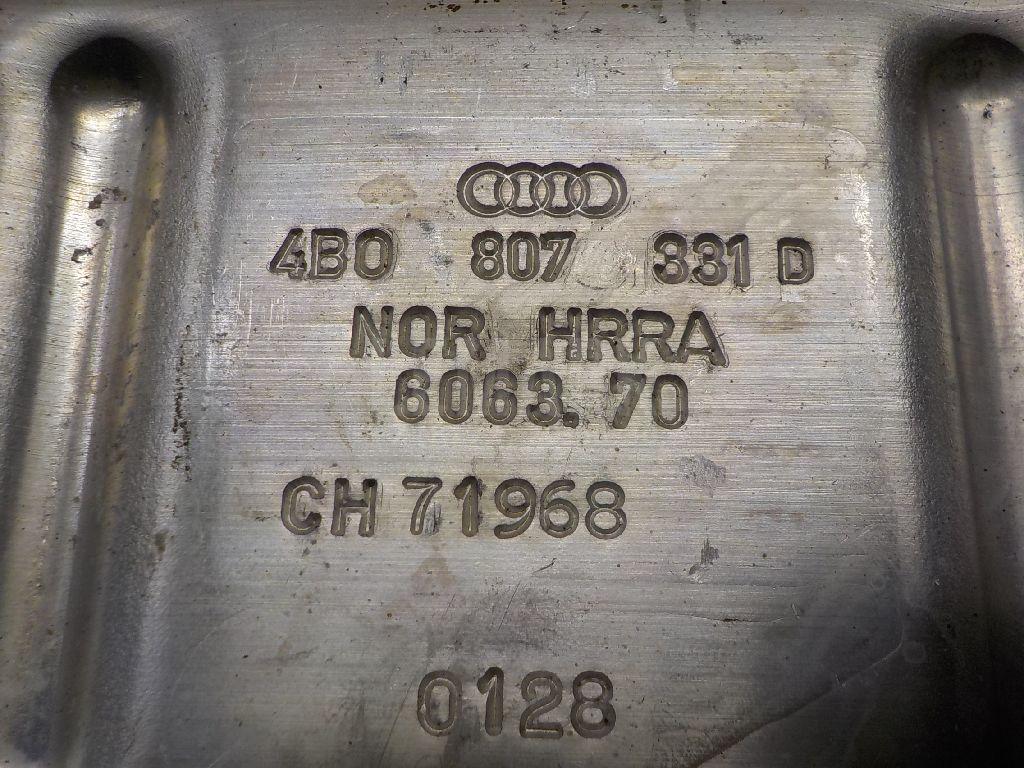 4B0 807 331 D
NOR HRRA
6063.70
CH 71968
0128